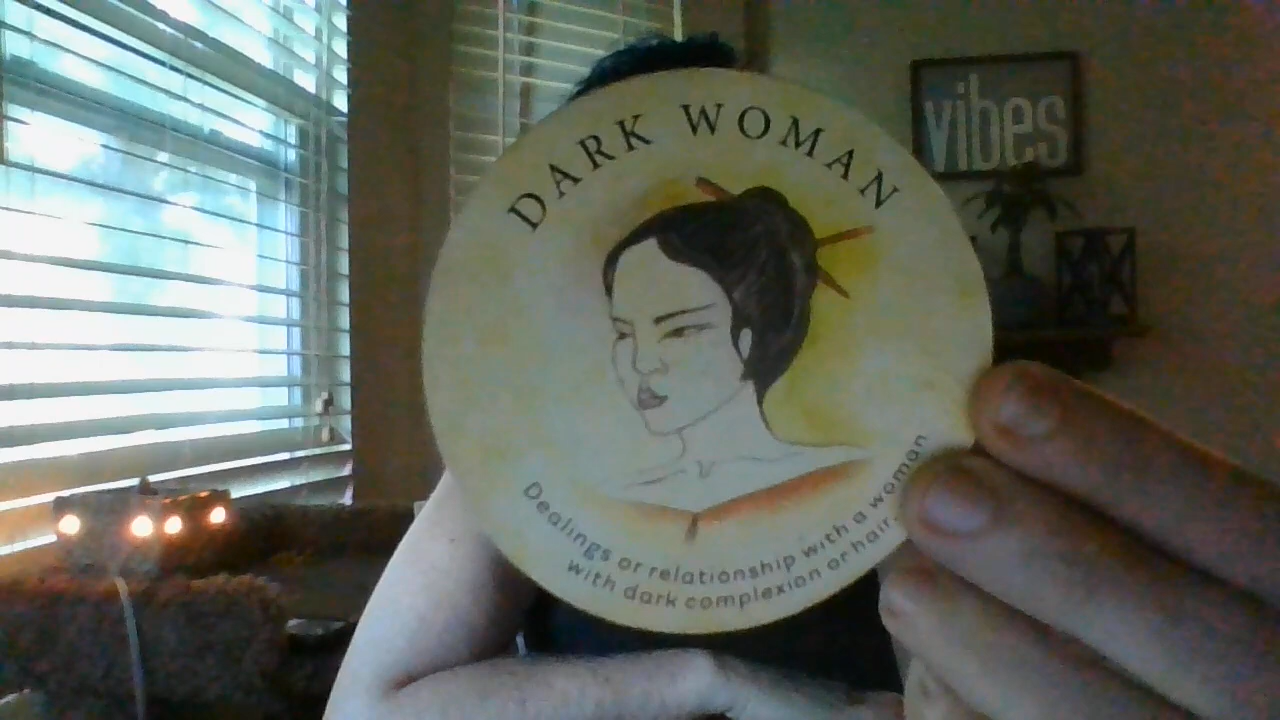 DARK WOMAN
vibes
Dealings or relationship with a woman
with dark complexion or hair.